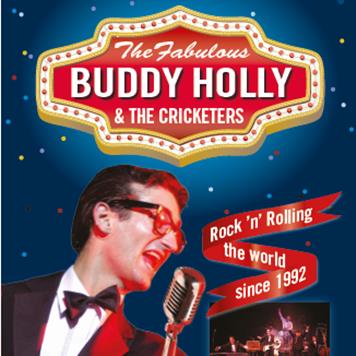 The Fabulous
BUDDY HOLLY
& THE CRICKETERS
Rock 'n' Rolling
the world
since 1992